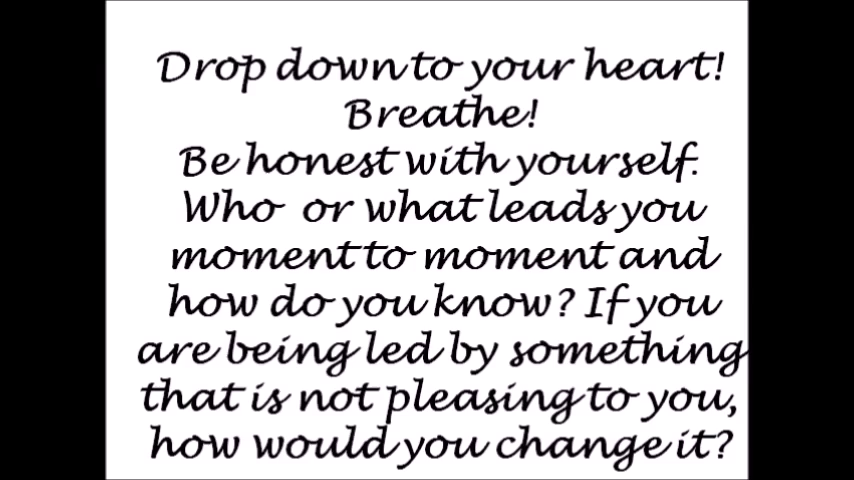 Drop down to your heart!
Breathe!
Be honest with yourself.
Who or what leads you
moment to moment and
how do you know? If you
are being led by something
that is not pleasing to you,
how would you change it?